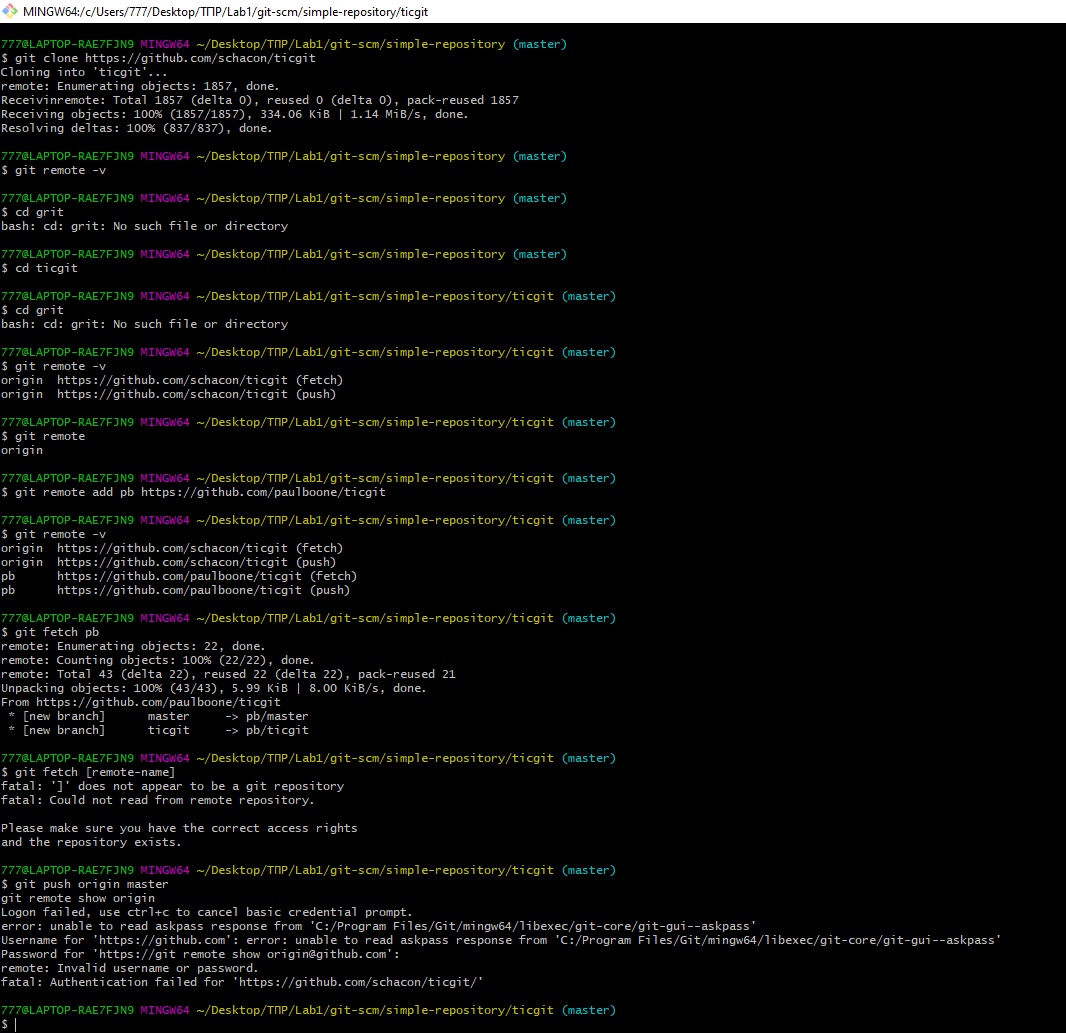 MINGW64:/c/Users/777/Desktop/ТПР/Lab1/git-scm/simple-repository/ticgit
777@LAPTOP-RAE7FJN9 MINGW64 ~/Desktop/ТПР/Lab1/git-scm/simple-repository (master)
$ git clone https://github.com/schacon/ticgit
Cloning into 'ticgit'...
remote: Enumerating objects: 1857, done.
Receivinremote: Total 1857 (delta 0), reused 0 (delta 0), pack-reused 1857
Receiving objects: 100% (1857/1857), 334.06 KiB | 1.14 MiB/s, done.
Resolving deltas: 100% (837/837), done.
777@LAPTOP-RAE7FJN9 MINGW64 ~/Desktop/ТПР/Lab1/git-scm/simple-repository (master)
$ git remote -v
777@LAPTOP-RAE7FJN9 MINGW64 ~/Desktop/ТПР/Lab1/git-scm/simple-repository (master)
$ cd grit
bash: cd: grit: No such file or directory
777@LAPTOP-RAE7FJN9 MINGW64 ~/Desktop/ТПР/Lab1/git-scm/simple-repository (master)
$ cd ticgit
777@LAPTOP-RAE7FJN9 MINGW64 ~/Desktop/ТПР/Lab1/git-scm/simple-repository/ticgit (master)
$ cd grit
bash: cd: grit: No such file or directory
777@LAPTOP-RAE7FJN9 MINGW64 ~/Desktop/ТПР/Lab1/git-scm/simple-repository/ticgit (master)
$ git remote -v
origin  https://github.com/schacon/ticgit (fetch)
origin  https://github.com/schacon/ticgit (push)
777@LAPTOP-RAE7FJN9 MINGW64 ~/Desktop/ТПР/Lab1/git-scm/simple-repository/ticgit (master)
$ git remote
origin
777@LAPTOP-RAE7FJN9 MINGW64 ~/Desktop/ТПР/Lab1/git-scm/simple-repository/ticgit (master)
$ git remote add pb https://github.com/paulboone/ticgit
777@LAPTOP-RAE7FJN9 MINGW64 ~/Desktop/ТПР/Lab1/git-scm/simple-repository/ticgit (master)
$ git remote -v
origin  https://github.com/schacon/ticgit (fetch)
origin  https://github.com/schacon/ticgit (push)
pb      https://github.com/paulboone/ticgit (fetch)
pb      https://github.com/paulboone/ticgit (push)
777@LAPTOP-RAE7FJN9 MINGW64 ~/Desktop/ТПР/Lab1/git-scm/simple-repository/ticgit (master)
$ git fetch pb
remote: Enumerating objects: 22, done.
remote: Counting objects: 100% (22/22), done.
remote: Total 43 (delta 22), reused 22 (delta 22), pack-reused 21
Unpacking objects: 100% (43/43), 5.99 KiB | 8.00 KiB/s, done.
From https://github.com/paulboone/ticgit
 * [new branch]      master     -> pb/master
 * [new branch]      ticgit     -> pb/ticgit
777@LAPTOP-RAE7FJN9 MINGW64 ~/Desktop/ТПР/Lab1/git-scm/simple-repository/ticgit (master)
$ git fetch [remote-name]
fatal: ']' does not appear to be a git repository
fatal: Could not read from remote repository.
Please make sure you have the correct access rights
and the repository exists.
777@LAPTOP-RAE7FJN9 MINGW64 ~/Desktop/ТПР/Lab1/git-scm/simple-repository/ticgit (master)
$ git push origin master
git remote show origin
Logon failed, use ctrl+c to cancel basic credential prompt.
error: unable to read askpass response from 'C:/Program Files/Git/mingw64/libexec/git-core/git-gui--askpass'
Username for 'https://github.com': error: unable to read askpass response from 'C:/Program Files/Git/mingw64/libexec/git-core/git-gui--askpass'
Password for 'https://git remote show origin@github.com':
remote: Invalid username or password.
fatal: Authentication failed for 'https://github.com/schacon/ticgit/'
777@LAPTOP-RAE7FJN9 MINGW64 ~/Desktop/ТПР/Lab1/git-scm/simple-repository/ticgit (master)
$